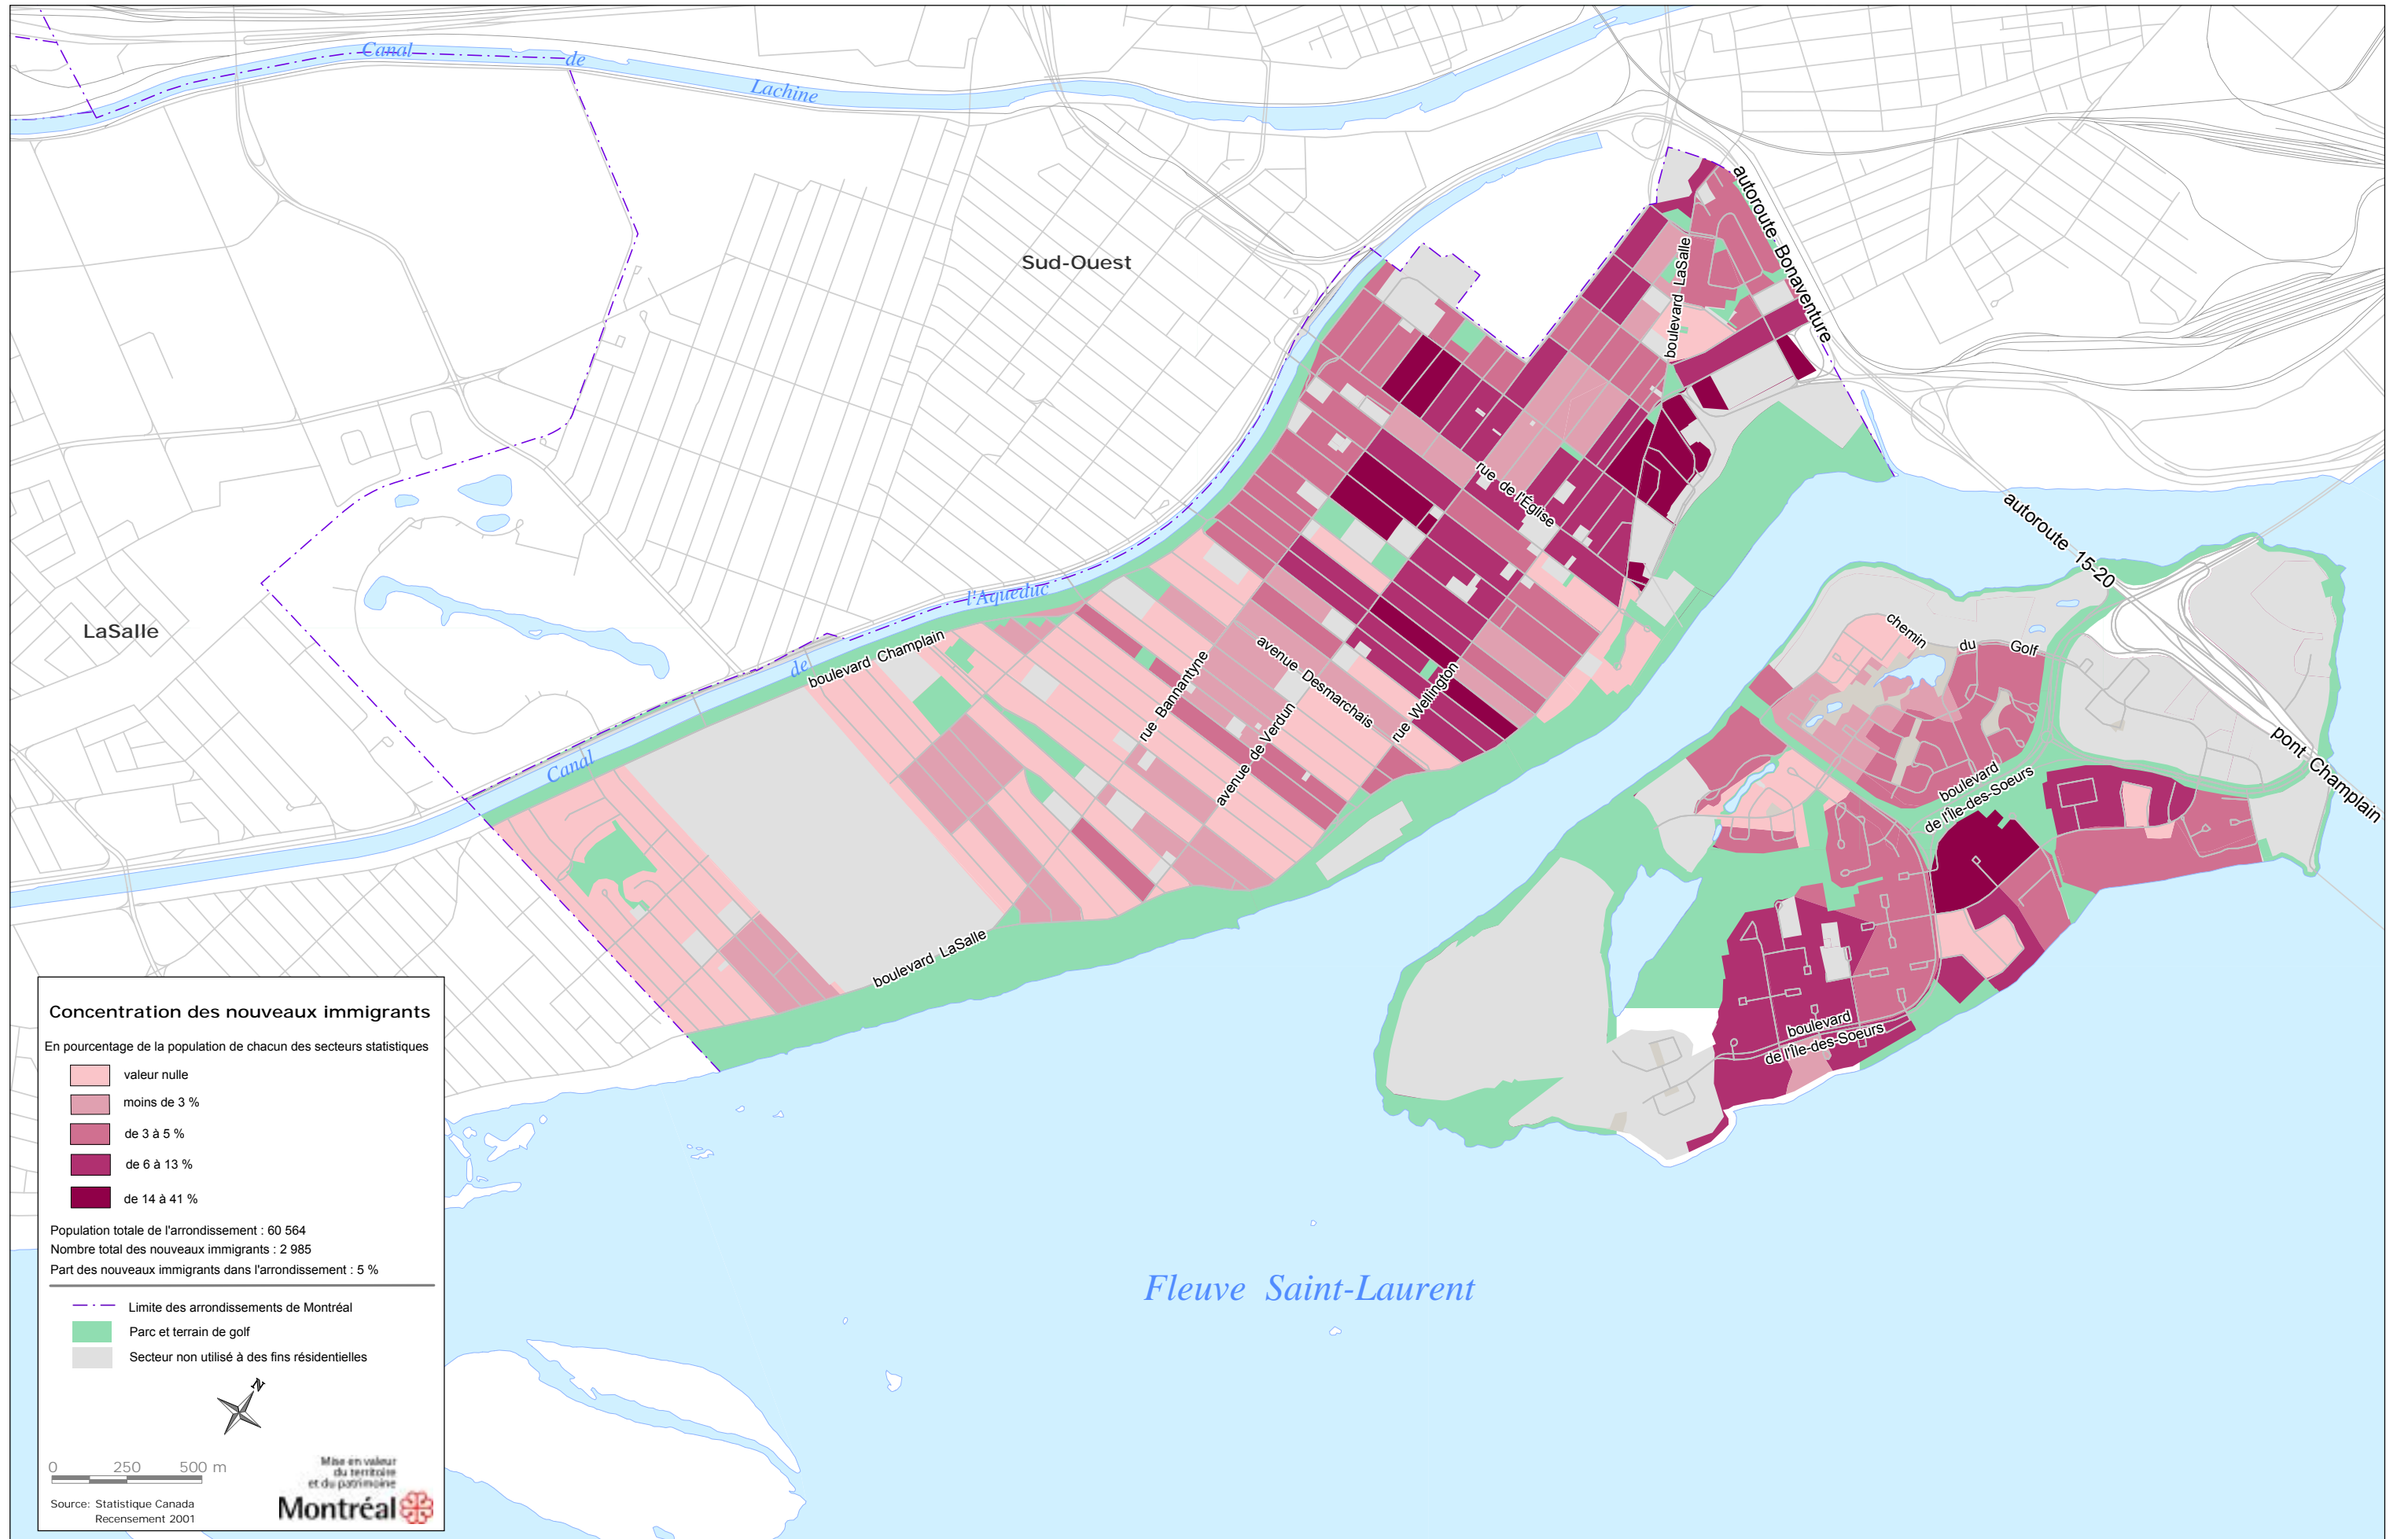 Canal de Lachine
Sud-Ouest
LaSalle
autoroute Bonaventure
boulevard LaSalle
rue de l'Église
autoroute 15-20
chemin du Golf
pont Champlain
Canal de l'Aqueduc
boulevard Champlain
rue Bannantyne
avenue Desmarchais
avenue de Verdun
rue Wellington
boulevard
de l'Île-des-Soeurs
boulevard LaSalle
boulevard
de l'Île-des-Soeurs
Fleuve Saint-Laurent
Concentration des nouveaux immigrants
En pourcentage de la population de chacun des secteurs statistiques
valeur nulle
moins de 3 %
de 3 à 5 %
de 6 à 13 %
de 14 à 41 %
Population totale de l'arrondissement : 60 564
Nombre total des nouveaux immigrants : 2 985
Part des nouveaux immigrants dans l'arrondissement : 5 %
Limite des arrondissements de Montréal
Parc et terrain de golf
Secteur non utilisé à des fins résidentielles
N
0 250 500 m
Mise en valeur
du territoire
et du patrimoine
Montréal
Source: Statistique Canada
Recensement 2001